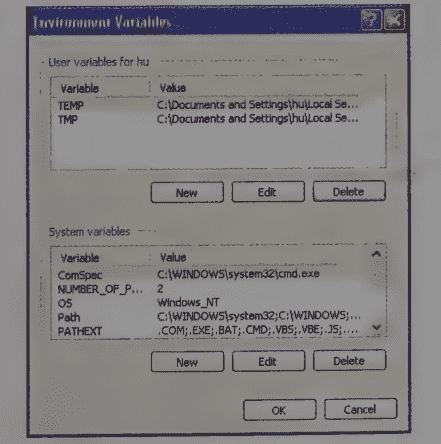 Environment Variables
User variables for hu
Variable Value
TEMP C:\Documents and Settings\hu\Local Se...
TMP C:\Documents and Settings\hu\Local Se...
New Edit Delete
System variables
Variable Value
ComSpec C:\WINDOWS\system32\cmd.exe
NUMBER_OF_P... 2
OS Windows_NT
Path C:\WINDOWS\system32;C:\WINDOWS;...
PATHEXT .COM;.EXE;.BAT;.CMD;.VBS;.VBE;.JS;....
New Edit Delete
OK Cancel